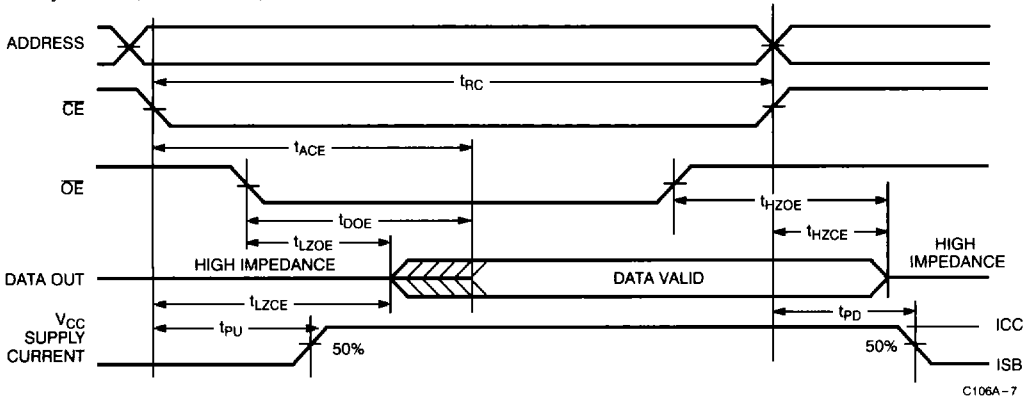 ADDRESS
tRC
CE
tACE
OE
tHZOE
tDOE
tLZOE
tHZCE
HIGH IMPEDANCE
HIGH
IMPEDANCE
DATA OUT
DATA VALID
tLZCE
VCC
SUPPLY
CURRENT
tPU
tPD
ICC
50%
50%
ISB
C106A-7